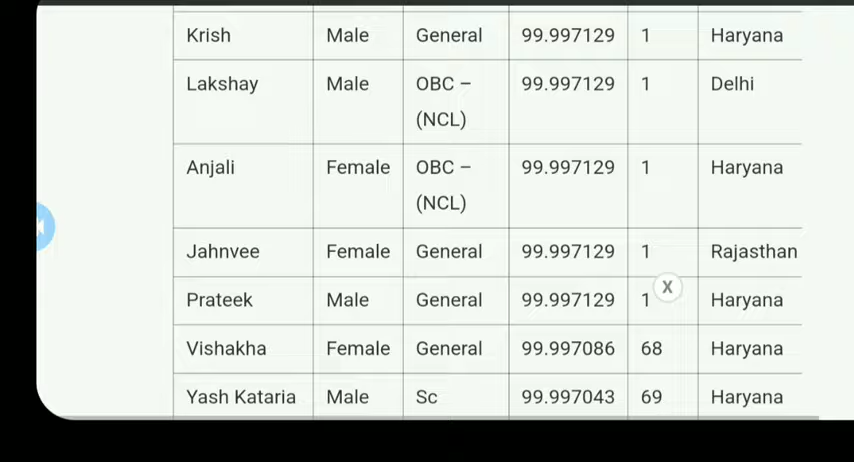 Krish Male General 99.997129 1 Haryana
Lakshay Male OBC – 99.997129 1 Delhi
(NCL)
Anjali Female OBC – 99.997129 1 Haryana
(NCL)
Jahnvee Female General 99.997129 1 Rajasthan
Prateek Male General 99.997129 1 X Haryana
Vishakha Female General 99.997086 68 Haryana
Yash Kataria Male Sc 99.997043 69 Haryana